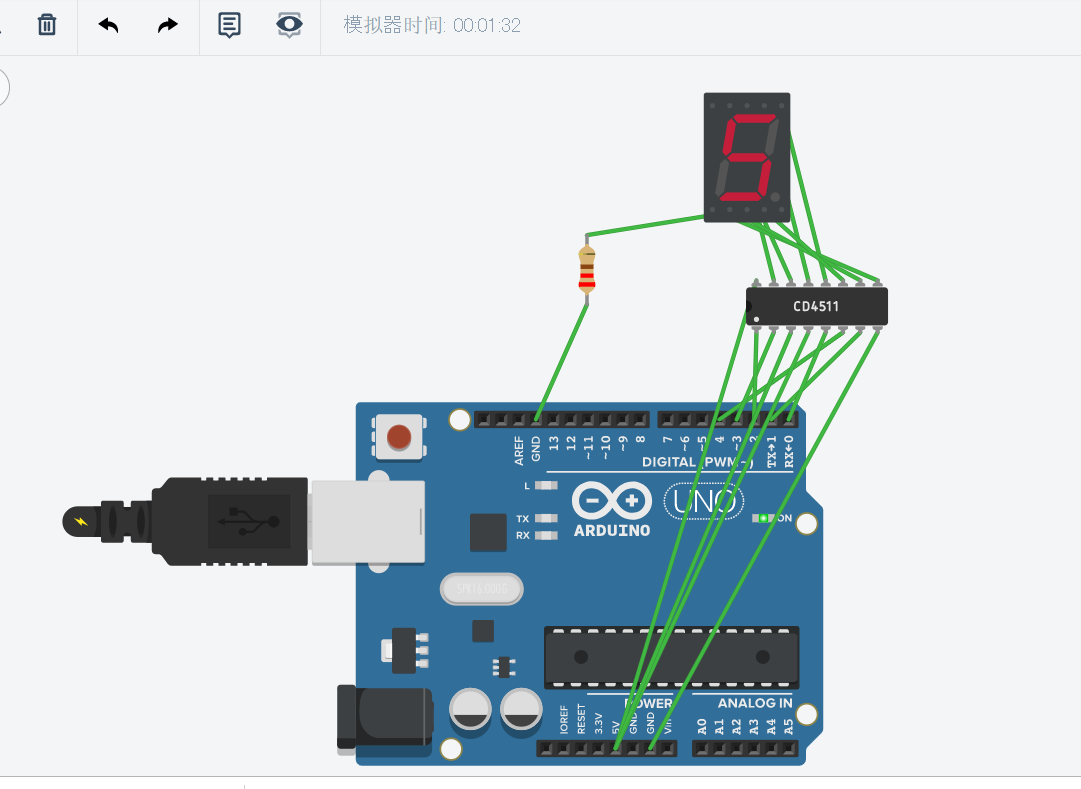 模拟器时间: 00:01:32
CD4511
AREF
GND
13
12
~11
~10
~9
8
7
~6
~5
4
~3
2
TX→1
RX←0
DIGITAL (PWM~)
L
TX
RX
UNO
ARDUINO
ON
POWER
ANALOG IN
IOREF
RESET
3.3V
5V
GND
GND
Vin
A0
A1
A2
A3
A4
A5